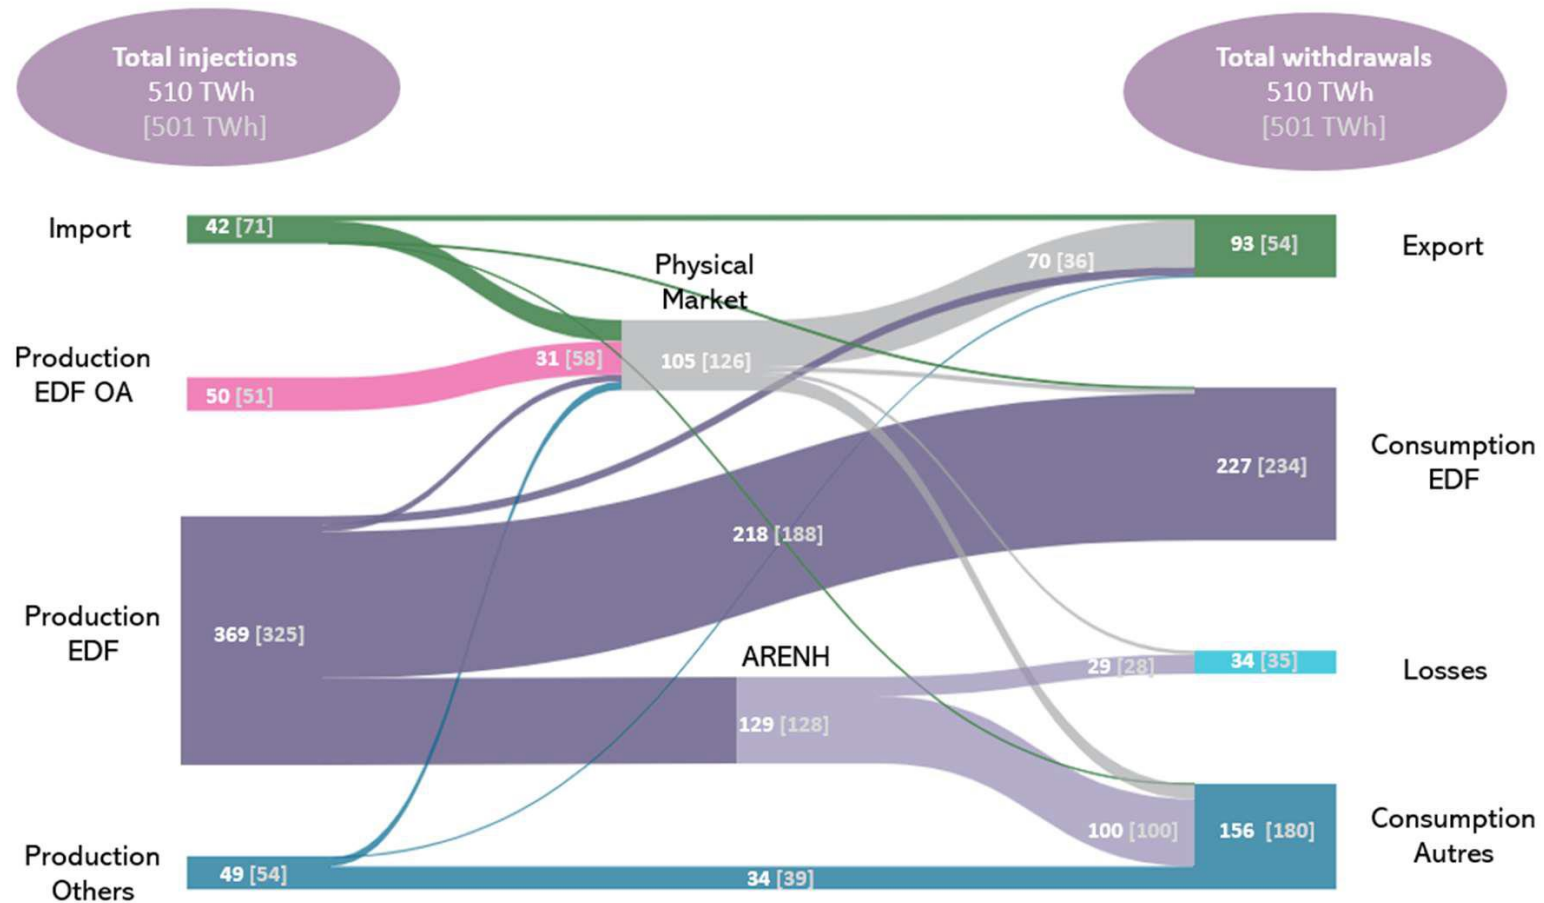 Total injections
510 TWh
[501 TWh]
Total withdrawals
510 TWh
[501 TWh]
Import
42 [71]
Physical
Market
70 [36]
93 [54]
Export
Production
EDF OA
50 [51]
31 [58]
105 [126]
Consumption
EDF
227 [234]
218 [188]
Production
EDF
369 [325]
ARENH
129 [128]
29 [28]
34 [35]
Losses
100 [100]
156 [180]
Consumption
Autres
Production
Others
49 [54]
34 [39]